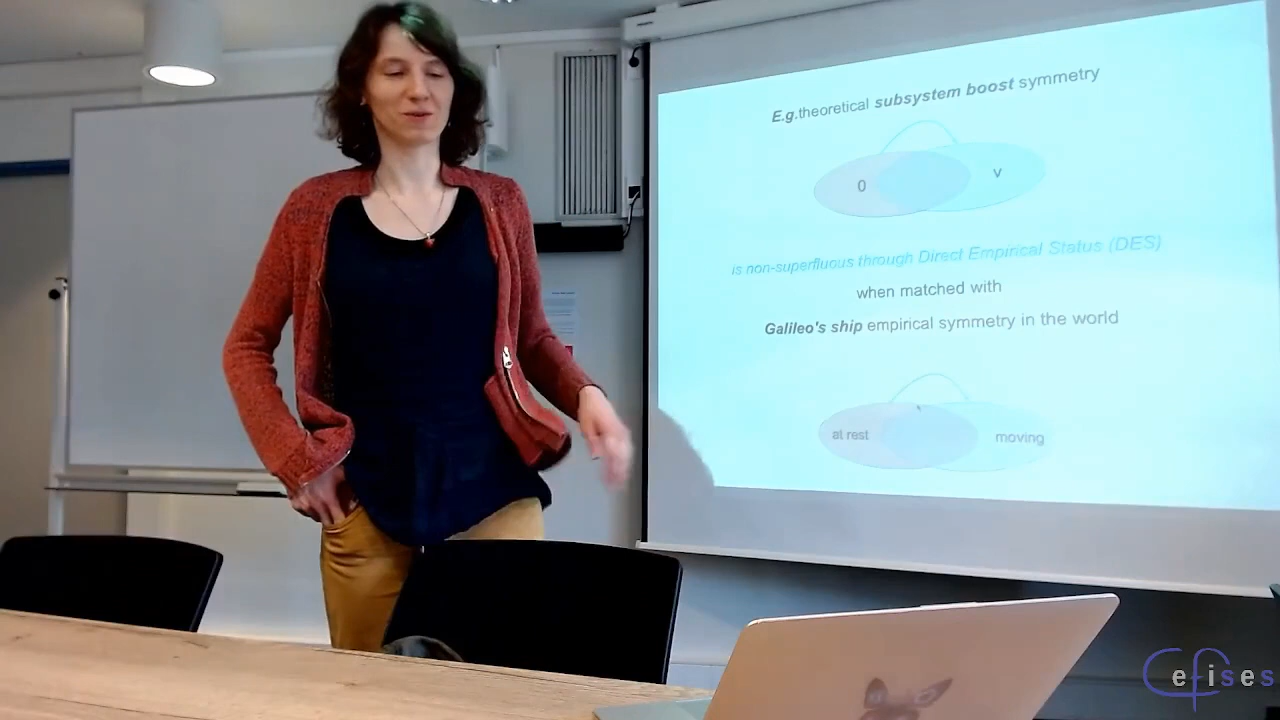 E.g.theoretical subsystem boost symmetry
0
v
is non-superfluous through Direct Empirical Status (DES)
when matched with
Galileo's ship empirical symmetry in the world
at rest
moving
Cefises